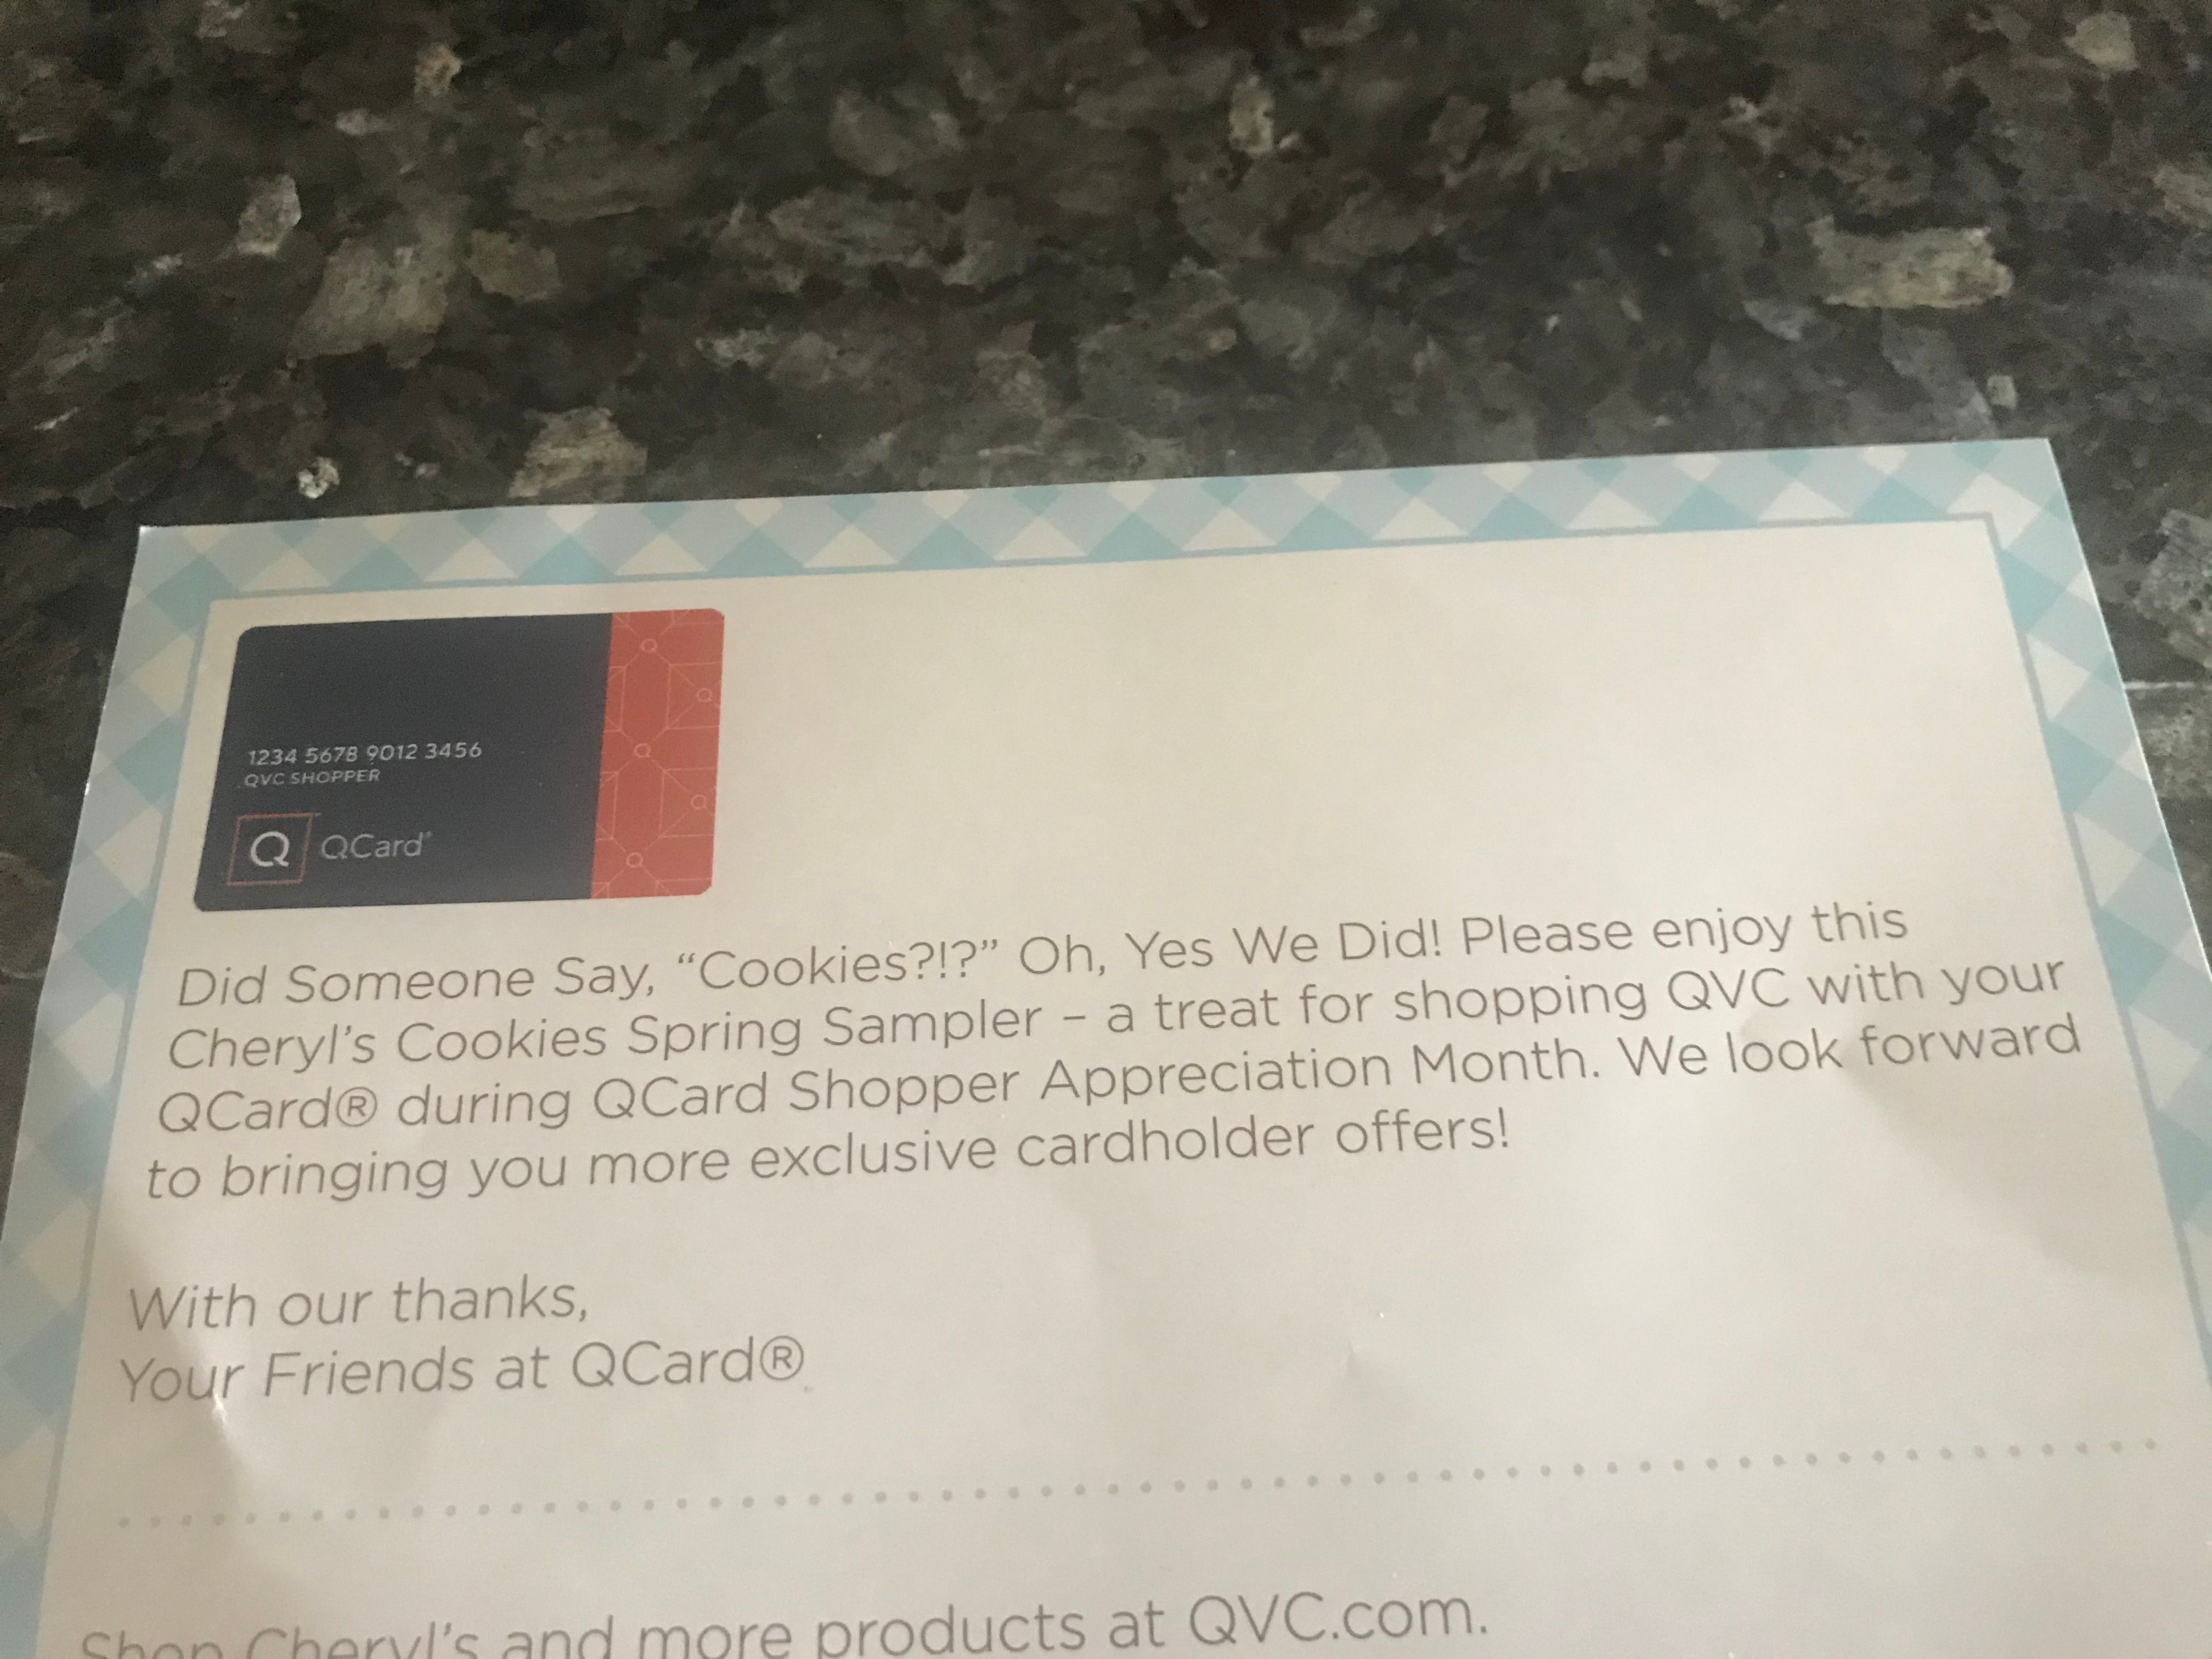 1234 5678 9012 3456
QVC SHOPPER
Q QCard®
Did Someone Say, “Cookies?!?” Oh, Yes We Did! Please enjoy this
Cheryl’s Cookies Spring Sampler – a treat for shopping QVC with your
QCard® during QCard Shopper Appreciation Month. We look forward
to bringing you more exclusive cardholder offers!
With our thanks,
Your Friends at QCard®
Shop Cheryl’s and more products at QVC.com.